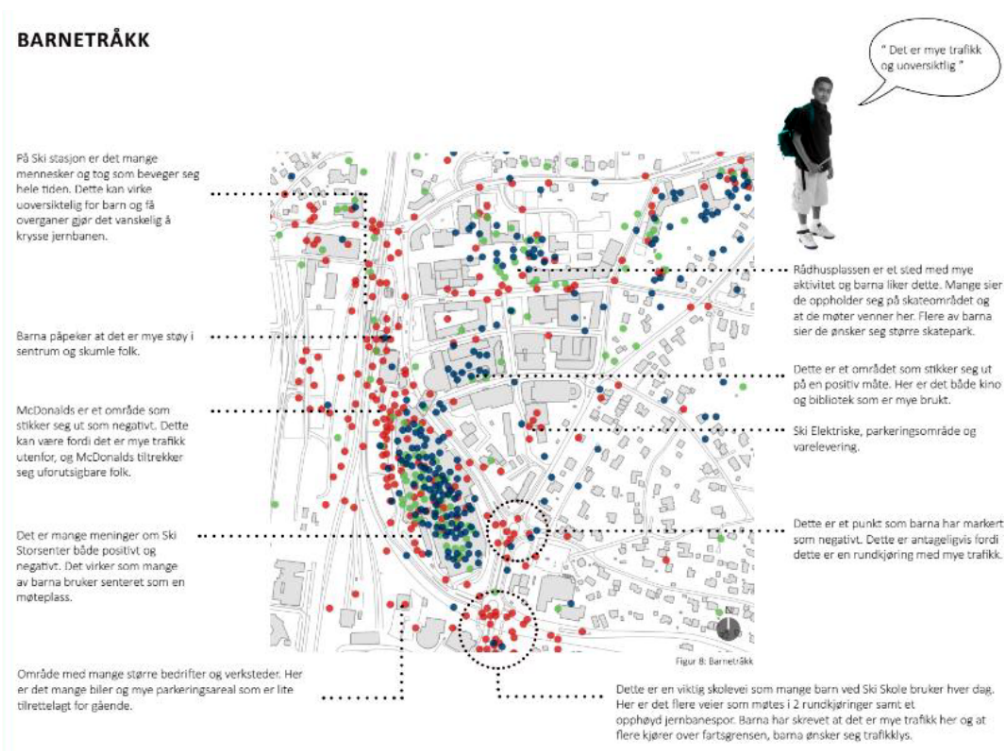 BARNETRÅKK
" Det er mye trafikk
og uoversiktlig "
På Ski stasjon er det mange
mennesker og tog som beveger seg
hele tiden. Dette kan virke
uoversiktelig for barn og få
overganer gjør det vanskelig å
krysse jernbanen.
Barna påpeker at det er mye støy i
sentrum og skumle folk.
McDonalds er et område som
stikker seg ut som negativt. Dette
kan være fordi det er mye trafikk
utenfor, og McDonalds tiltrekker
seg uforutsigbare folk.
Det er mange meninger om Ski
Storsenter både positivt og
negativt. Det virker som mange
av barna bruker senteret som en
møteplass.
Område med mange større bedrifter og verksteder. Her
er det mange biler og mye parkeringsareal som er lite
tilrettelagt for gående.
Rådhusplassen er et sted med mye
aktivitet og barna liker dette. Mange sier
de oppholder seg på skateområdet og
at de møter venner her. Flere av barna
sier de ønsker seg større skatepark.
Dette er et området som stikker seg ut
på en positiv måte. Her er det både kino
og bibliotek som er mye brukt.
Ski Elektriske, parkeringsområde og
varelevering.
Dette er et punkt som barna har markert
som negativt. Dette er antageligvis fordi
dette er en rundkjøring med mye trafikk.
N
Figur 8: Barnetråkk
Dette er en viktig skolevei som mange barn ved Ski Skole bruker hver dag.
Her er det flere veier som møtes i 2 rundkjøringer samt et
opphøyd jernbanespor. Barna har skrevet at det er mye trafikk her og at
flere kjører over fartsgrensen, barna ønsker seg trafikklys.